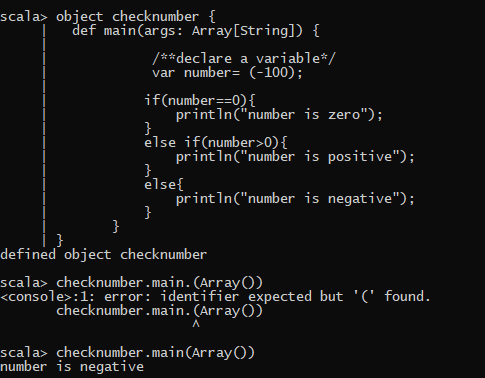 scala> object checknumber {
     |   def main(args: Array[String]) {
     |
     |             /**declare a variable*/
     |             var number= (-100);
     |
     |            if(number==0){
     |                println("number is zero");
     |            }
     |            else if(number>0){
     |                println("number is positive");
     |            }
     |            else{
     |                println("number is negative");
     |            }
     |        }
     | }
defined object checknumber

scala> checknumber.main.(Array())
<console>:1: error: identifier expected but '(' found.
       checknumber.main.(Array())
                        ^

scala> checknumber.main(Array())
number is negative